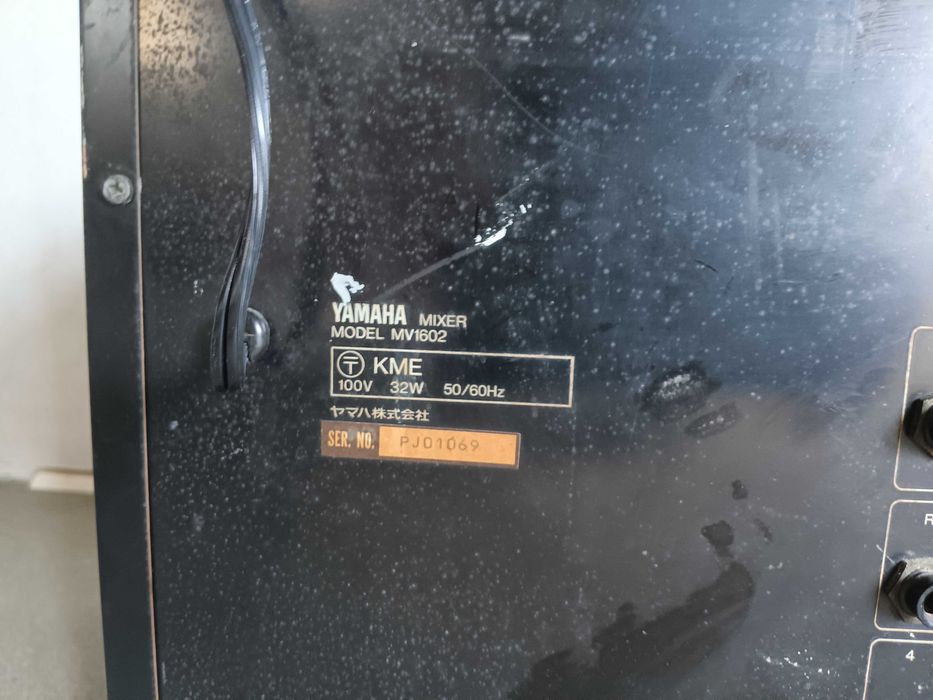 YAMAHA MIXER
MODEL MV1602
〒 KME
100V 32W 50/60Hz
ヤマハ株式会社
SER. NO. PJ01069
R
4